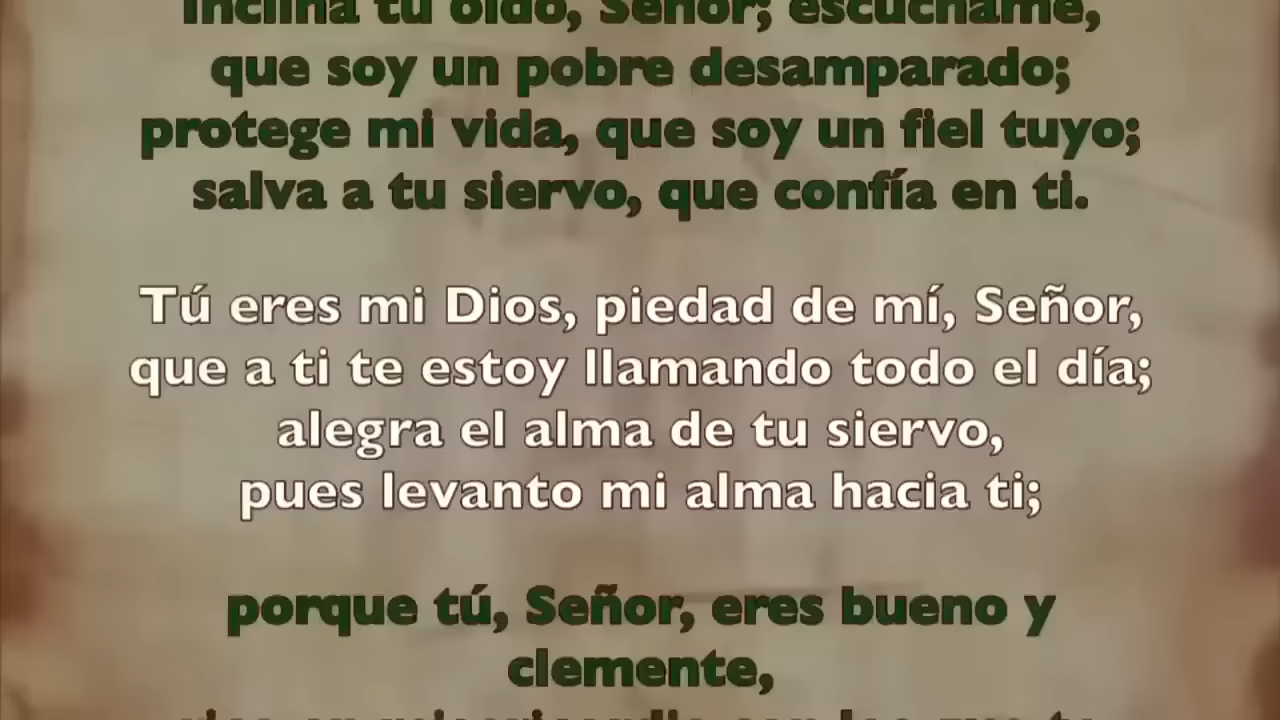 Inclina tu oído, Señor; escúchame,
que soy un pobre desamparado;
protege mi vida, que soy un fiel tuyo;
salva a tu siervo, que confía en ti.
Tú eres mi Dios, piedad de mí, Señor,
que a ti te estoy llamando todo el día;
alegra el alma de tu siervo,
pues levanto mi alma hacia ti;
porque tú, Señor, eres bueno y
clemente,